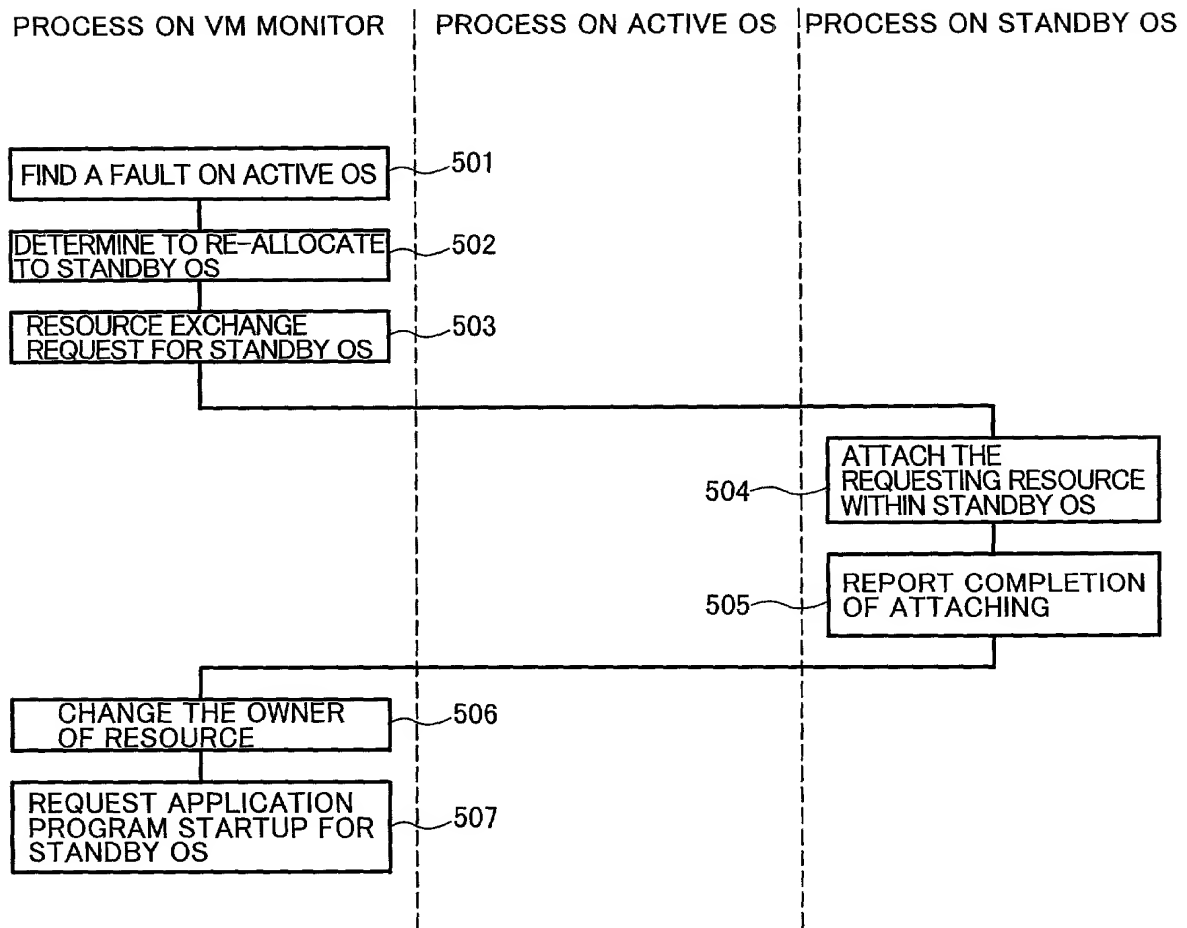 PROCESS ON VM MONITOR
PROCESS ON ACTIVE OS
PROCESS ON STANDBY OS
FIND A FAULT ON ACTIVE OS
501
DETERMINE TO RE-ALLOCATE
TO STANDBY OS
502
RESOURCE EXCHANGE
REQUEST FOR STANDBY OS
503
ATTACH THE
REQUESTING RESOURCE
WITHIN STANDBY OS
504
REPORT COMPLETION
OF ATTACHING
505
CHANGE THE OWNER
OF RESOURCE
506
REQUEST APPLICATION
PROGRAM STARTUP FOR
STANDBY OS
507